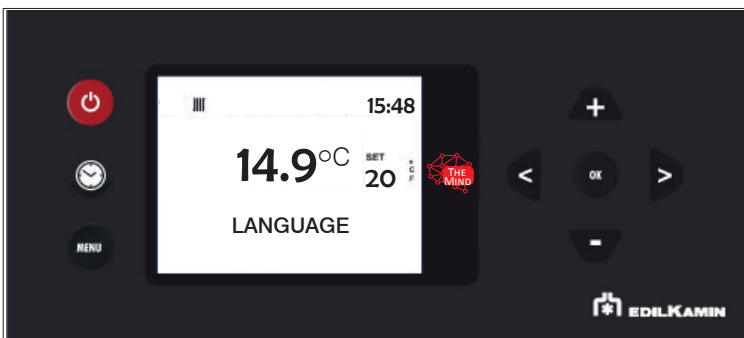 15:48
14.9°C
SET
20
°
C
F
LANGUAGE
THE
MIND
MENU
+
<
OK
>
-
EDILKAMIN